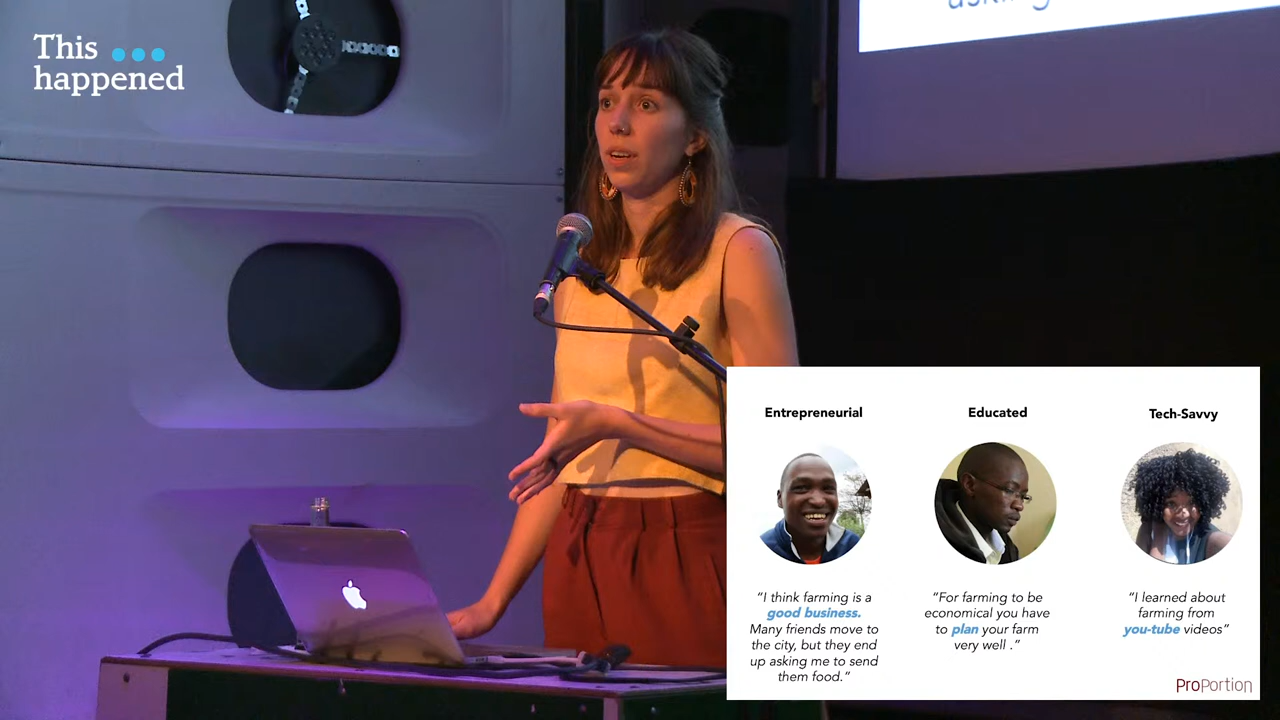 This
happened
asking
Entrepreneurial
Educated
Tech-Savvy
“I think farming is a
good business.
Many friends move to
the city, but they end
up asking me to send
them food.”
“For farming to be
economical you have
to plan your farm
very well .”
“I learned about
farming from
you-tube videos”
ProPortion